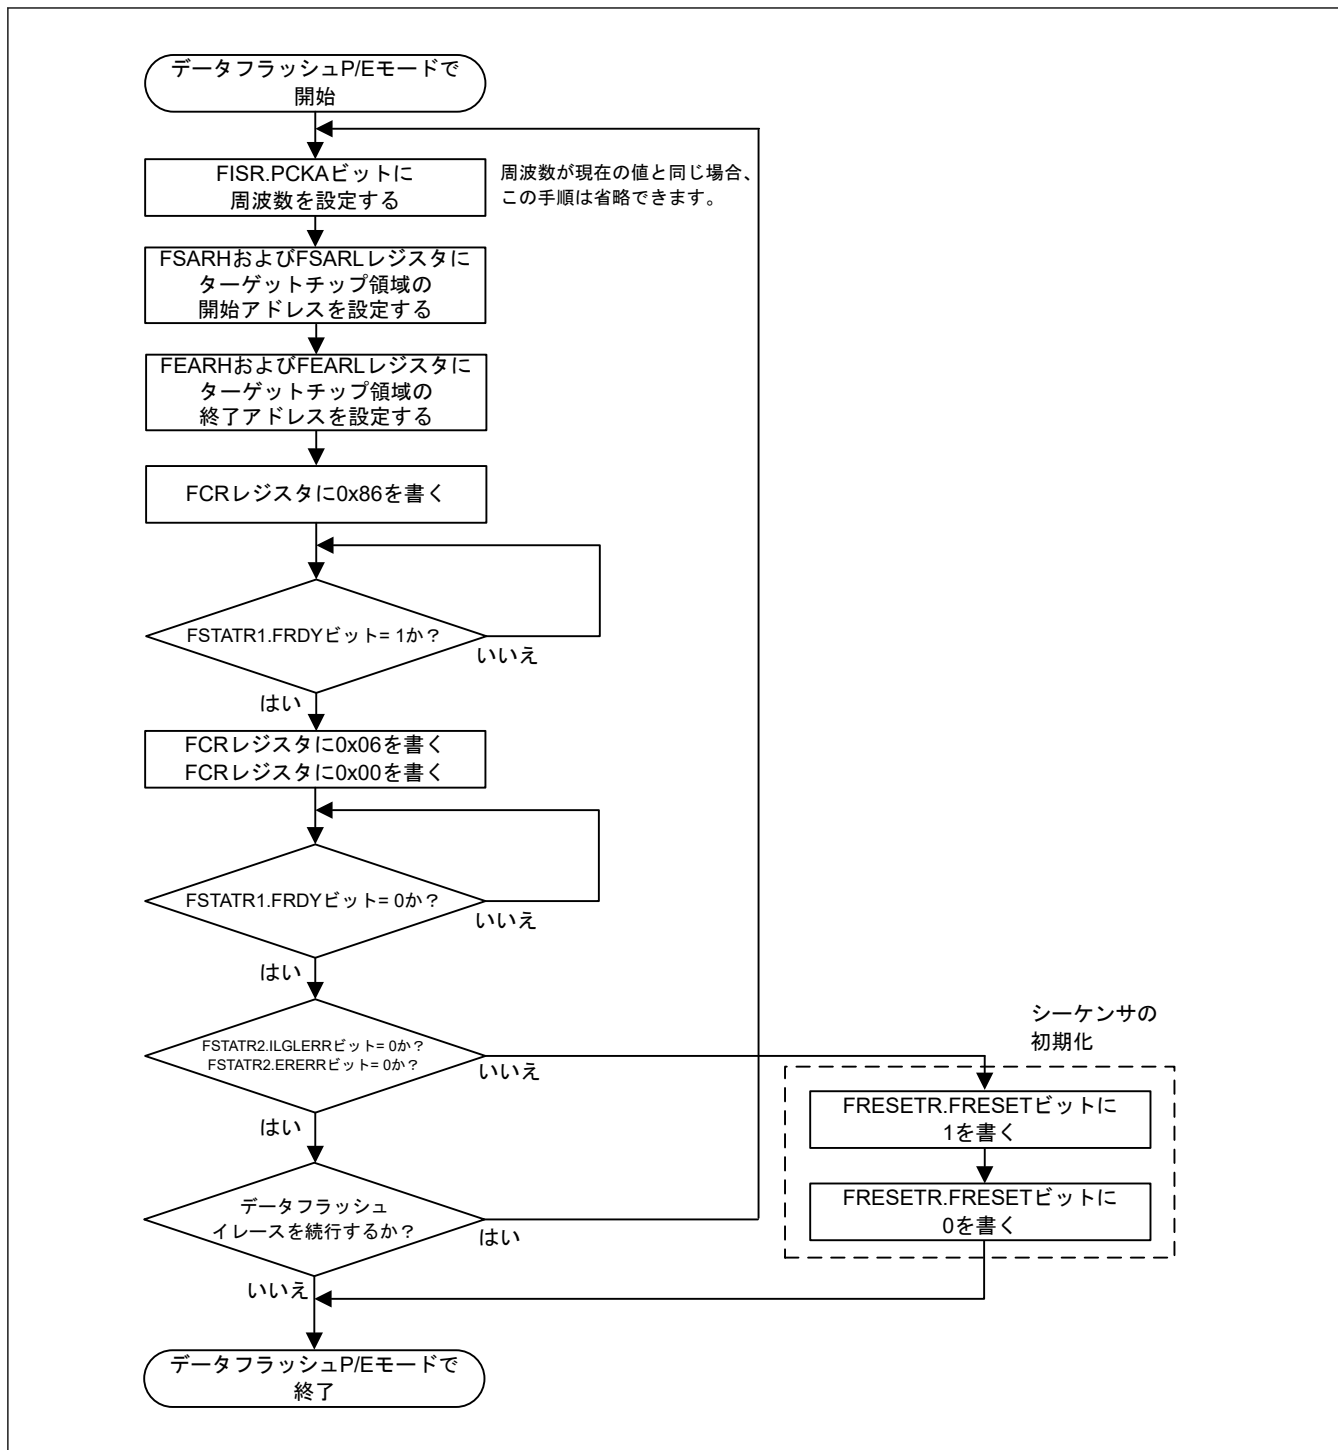 データフラッシュP/Eモードで
開始
FISR.PCKAビットに
周波数を設定する
周波数が現在の値と同じ場合、
この手順は省略できます。
FSARHおよびFSARLレジスタに
ターゲットチップ領域の
開始アドレスを設定する
FEARHおよびFEARLレジスタに
ターゲットチップ領域の
終了アドレスを設定する
FCRレジスタに0x86を書く
FSTATR1.FRDYビット= 1か？
いいえ
はい
FCRレジスタに0x06を書く
FCRレジスタに0x00を書く
FSTATR1.FRDYビット= 0か？
いいえ
はい
FSTATR2.ILGLERRビット= 0か？
FSTATR2.ERERRビット= 0か？
いいえ
はい
シーケンサの
初期化
FRESETR.FRESETビットに
1を書く
FRESETR.FRESETビットに
0を書く
データフラッシュ
イレースを続行するか？
はい
いいえ
データフラッシュP/Eモードで
終了